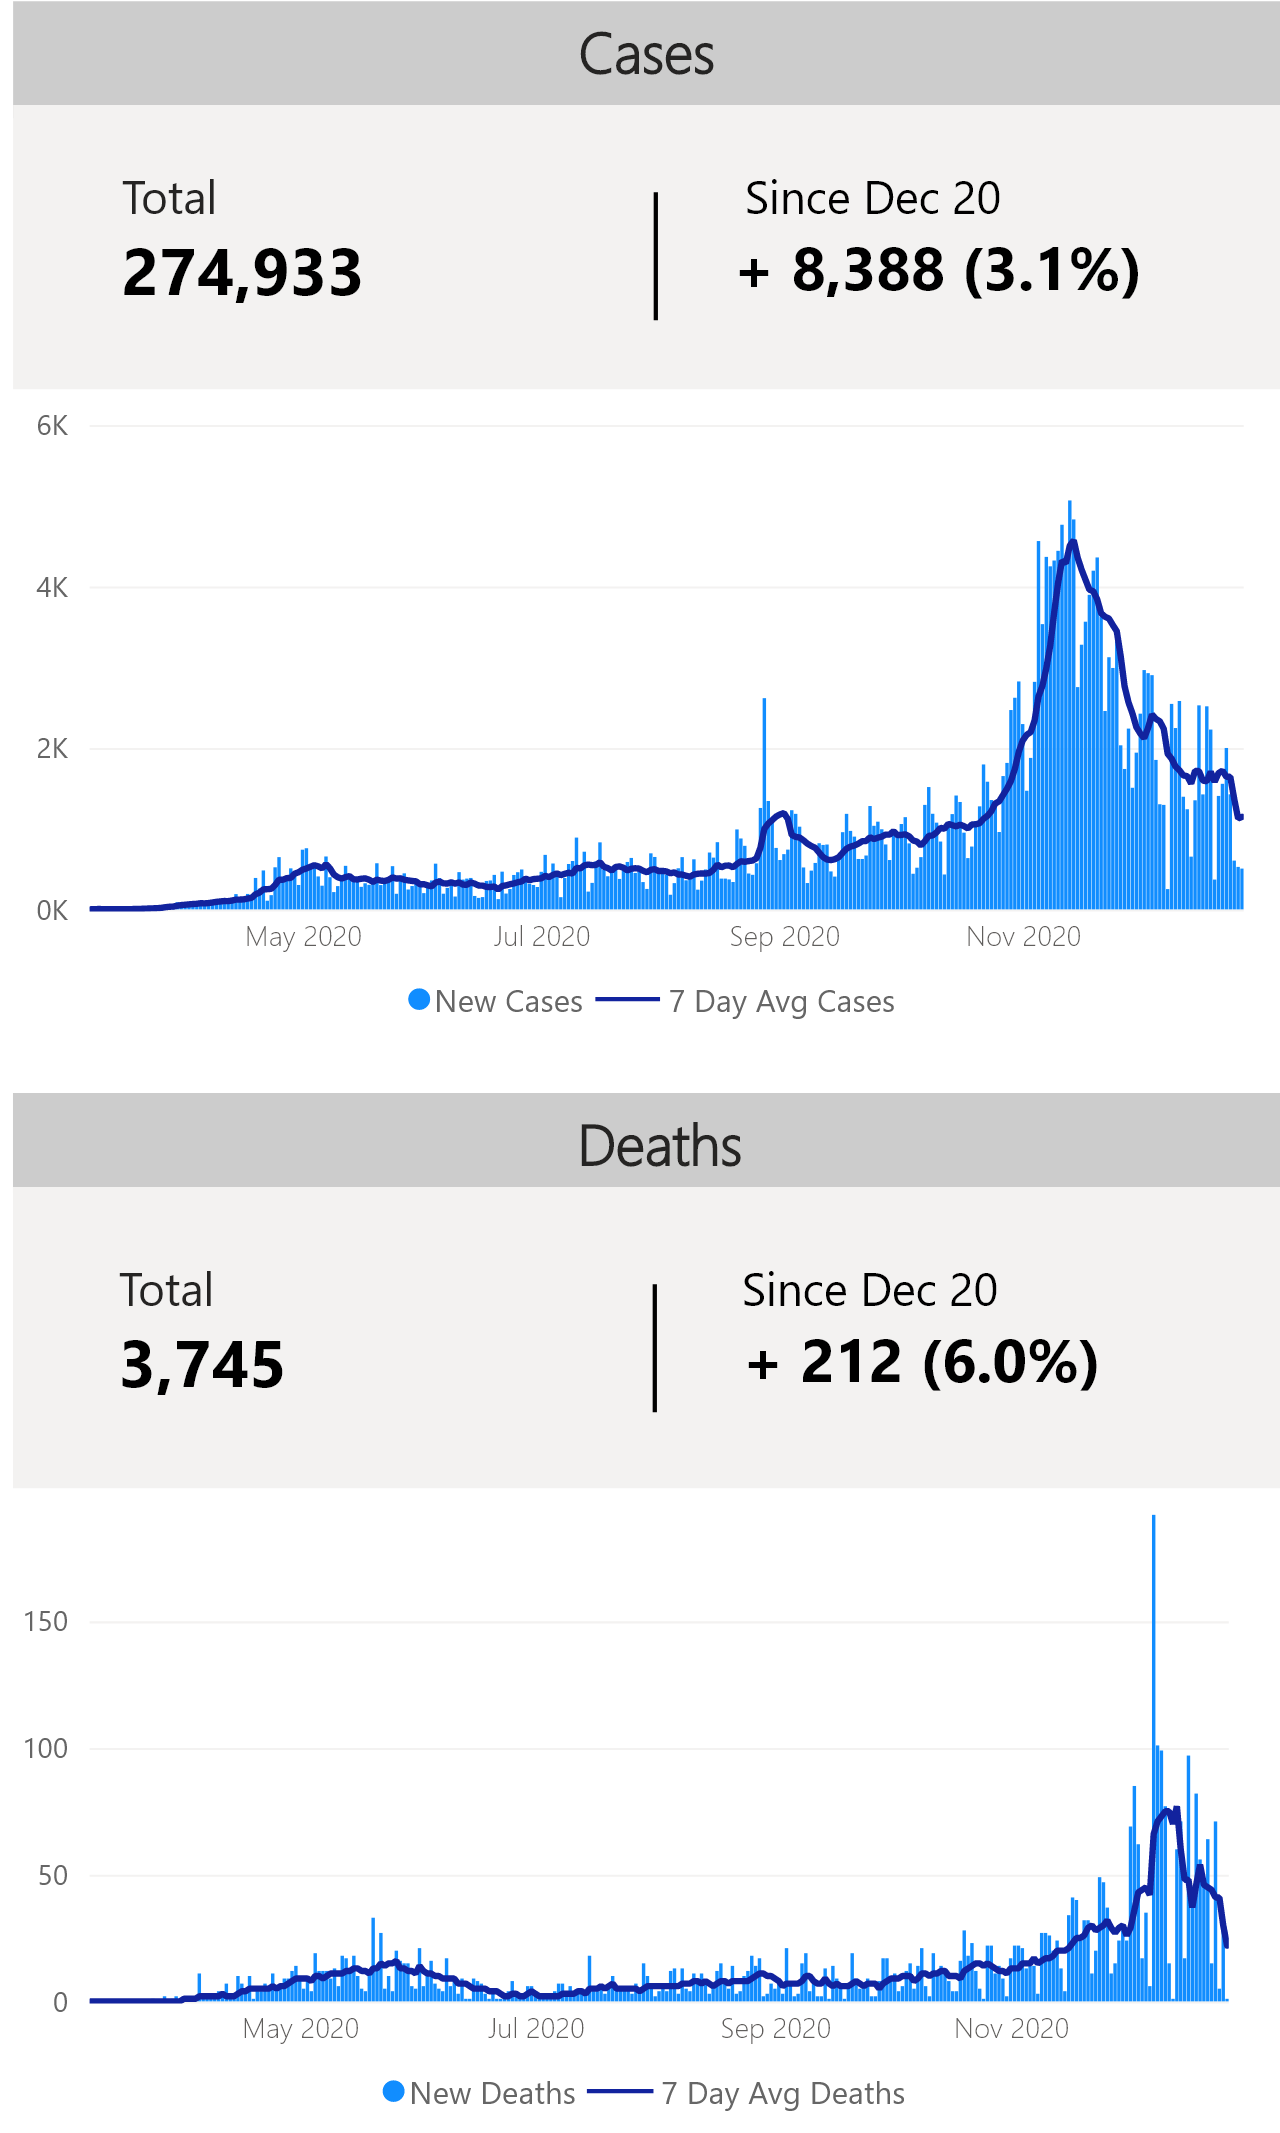 Cases
Total
Since Dec 20
274,933
+ 8,388 (3.1%)
6K
4K
2K
0K
May 2020
Jul 2020
Sep 2020
Nov 2020
New Cases
7 Day Avg Cases
Deaths
Total
Since Dec 20
3,745
+ 212 (6.0%)
150
100
50
0
May 2020
Jul 2020
Sep 2020
Nov 2020
New Deaths
7 Day Avg Deaths